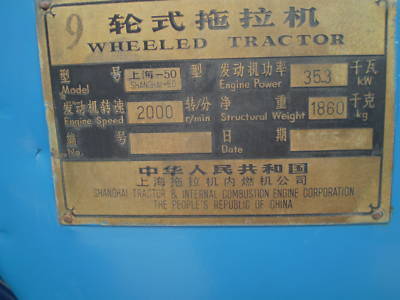 9 轮式拖拉机
WHEELED TRACTOR
型 号 上海-50 型 发动机功率 35.3 千瓦
Model SHANGHAI-50 Engine Power kW
发动机转速 2000 转/分 净 重 1860 千克
Engine Speed r/min Structural Weight kg
编 号 日 期
No. Date
中华人民共和国
上海拖拉机内燃机公司
SHANGHAI TRACTOR & INTERNAL COMBUSTION ENGINE CORPORATION
THE PEOPLE'S REPUBLIC OF CHINA